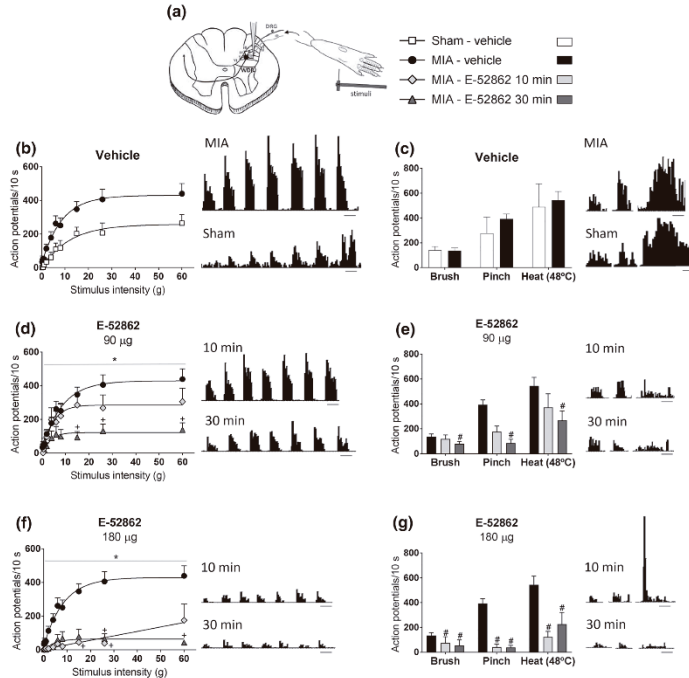 (a)
DRG
WDR
stimuli
Sham - vehicle
MIA - vehicle
MIA - E-52862 10 min
MIA - E-52862 30 min
(b)
Vehicle
MIA
Sham
Action potentials/10 s
600
400
200
0
0 10 20 30 40 50 60
Stimulus intensity (g)
(c)
Vehicle
MIA
Sham
Action potentials/10 s
800
600
400
200
0
Brush Pinch Heat (48ºC)
(d)
E-52862
90 µg
10 min
30 min
Action potentials/10 s
600
400
200
0
*
+ + + +
0 10 20 30 40 50 60
Stimulus intensity (g)
(e)
E-52862
90 µg
10 min
30 min
Action potentials/10 s
800
600
400
200
0
# # #
Brush Pinch Heat (48ºC)
(f)
E-52862
180 µg
10 min
30 min
Action potentials/10 s
600
400
200
0
*
0 10 20 30 40 50 60
Stimulus intensity (g)
(g)
E-52862
180 µg
10 min
30 min
Action potentials/10 s
800
600
400
200
0
# # # # # #
Brush Pinch Heat (48ºC)